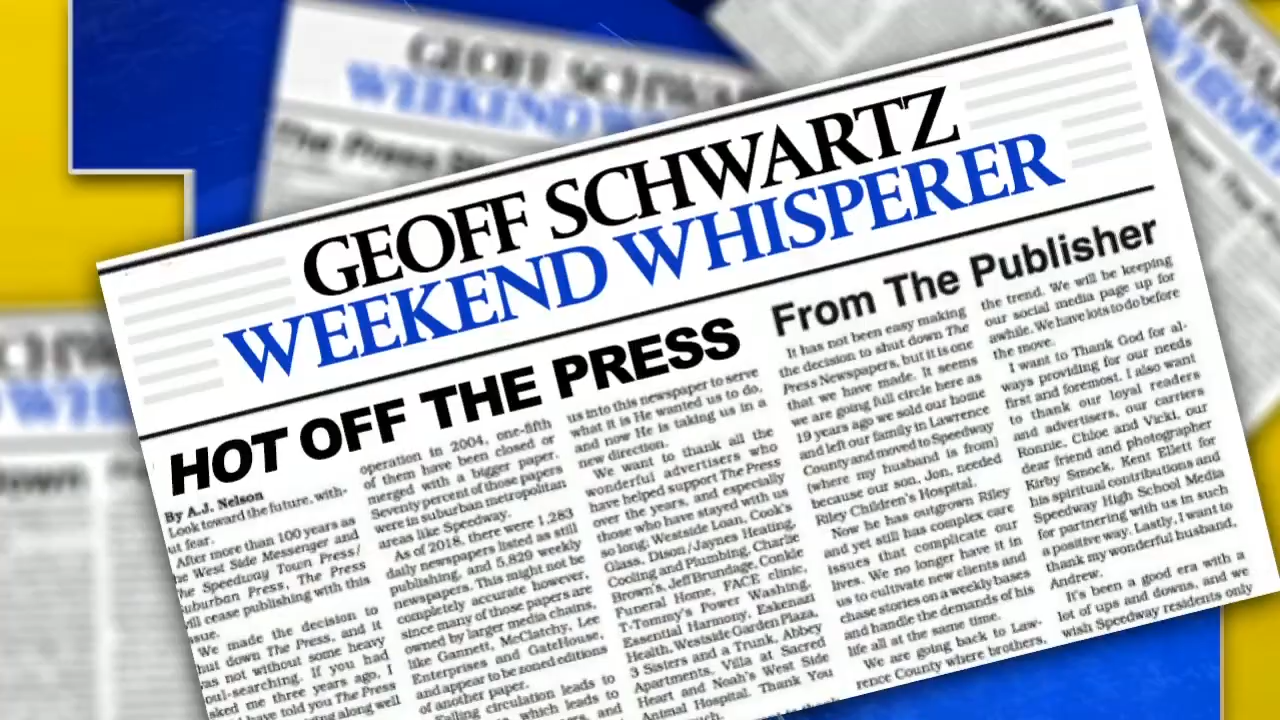 GEOFF SCHWARTZ
WEEKEND WHISPERER
HOT OFF THE PRESS
By A.J. Nelson
Look toward the future, with-
ut fear.
After more than 100 years as
he West Side Messenger and
he Speedway Town Press/
uburban Press, The Press
ill cease publishing with this
ssue.
We made the decision to
hut down The Press, and it
as not without some heavy
oul-searching. If you had
sked me three years ago, I
have told you The Press
along well
operation in 2004, one-fifth
of them have been closed or
merged with a bigger paper.
Seventy percent of those papers
were in suburban metropolitan
areas like Speedway.
As of 2018, there were 1,283
daily newspapers listed as still
publishing, and 5,829 weekly
newspapers. This might not be
completely accurate however,
since many of those papers are
owned by larger media chains,
like Gannett, McClatchy, Lee
Enterprises and GateHouse,
and appear to be zoned editions
of another paper.
Falling circulation leads to
which leads to
and
us into this newspaper to serve
what it is He wanted us to do,
and now He is taking us in a
new direction.
We want to thank all the
wonderful advertisers who
have helped support The Press
over the years, and especially
those who have stayed with us
so long; Westside Loan, Cook's
Glass, Dison/Jaynes Heating,
Cooling and Plumbing, Charlie
Brown's, Jeff Brundage, Conkle
Funeral Home, PACE clinic,
T-Tommy's Power Washing,
Essential Harmony, Eskenazi
Health, Westside Garden Plaza
3 Sisters and a Trunk, Abbey
Apartments, Villa at Sacred
Heart and Noah's West Side
Animal Hospital. Thank You
much.
From The Publisher
It has not been easy making
the decision to shut down The
Press Newspapers, but it is one
that we have made. It seems
we are going full circle here as
19 years ago we sold our home
and left our family in Lawrence
County and moved to Speedway
(where my husband is from)
because our son, Jon, needed
Riley Children's Hospital.
Now he has outgrown Riley
and yet still has complex care
issues that complicate our
lives. We no longer have it in
us to cultivate new clients and
chase stories on a weekly bases
and handle the demands of his
life all at the same time.
We are going back to Law-
rence County where brothers,
the trend. We will be keeping
our social media page up for
awhile. We have lots to do before
the move.
I want to Thank God for al-
ways providing for our needs
first and foremost. I also want
to thank our loyal readers
and advertisers, our carriers
Ronnie, Chloe and Vicki, our
dear friend and photographer
Kirby Smock, Kent Ellett for
his spiritual contributions and
Speedway High School Media
for partnering with us in such
a positive way. Lastly, I want to
thank my wonderful husband,
Andrew.
It's been a good era with a
lot of ups and downs, and we
wish Speedway residents only